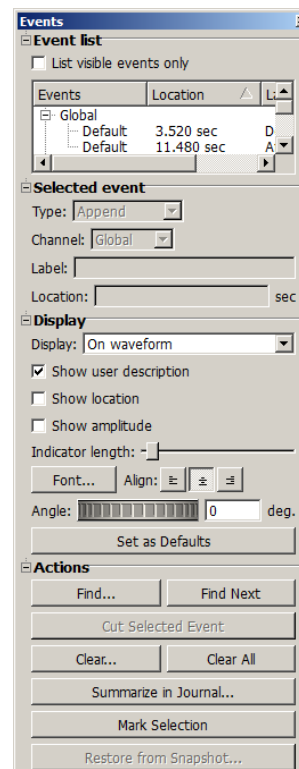 Events
Event list
List visible events only
Events Location
Global
Default 3.520 sec D
Default 11.480 sec
Selected event
Type: Append
Channel: Global
Label:
Location: sec
Display
Display: On waveform
Show user description
Show location
Show amplitude
Indicator length:
Font... Align:
Angle: 0 deg.
Set as Defaults
Actions
Find... Find Next
Cut Selected Event
Clear... Clear All
Summarize in Journal...
Mark Selection
Restore from Snapshot...